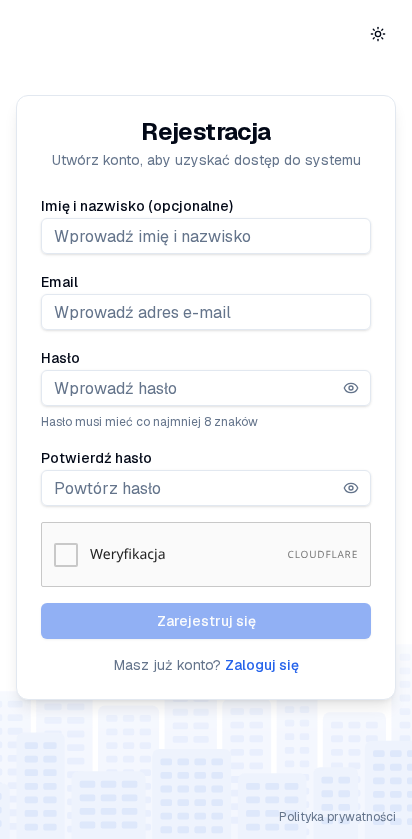 Rejestracja
Utwórz konto, aby uzyskać dostęp do systemu
Imię i nazwisko (opcjonalne)
Wprowadź imię i nazwisko
Email
Wprowadź adres e-mail
Hasło
Wprowadź hasło
Hasło musi mieć co najmniej 8 znaków
Potwierdź hasło
Powtórz hasło
Weryfikacja CLOUDFLARE
Zarejestruj się
Masz już konto? Zaloguj się
Polityka prywatności